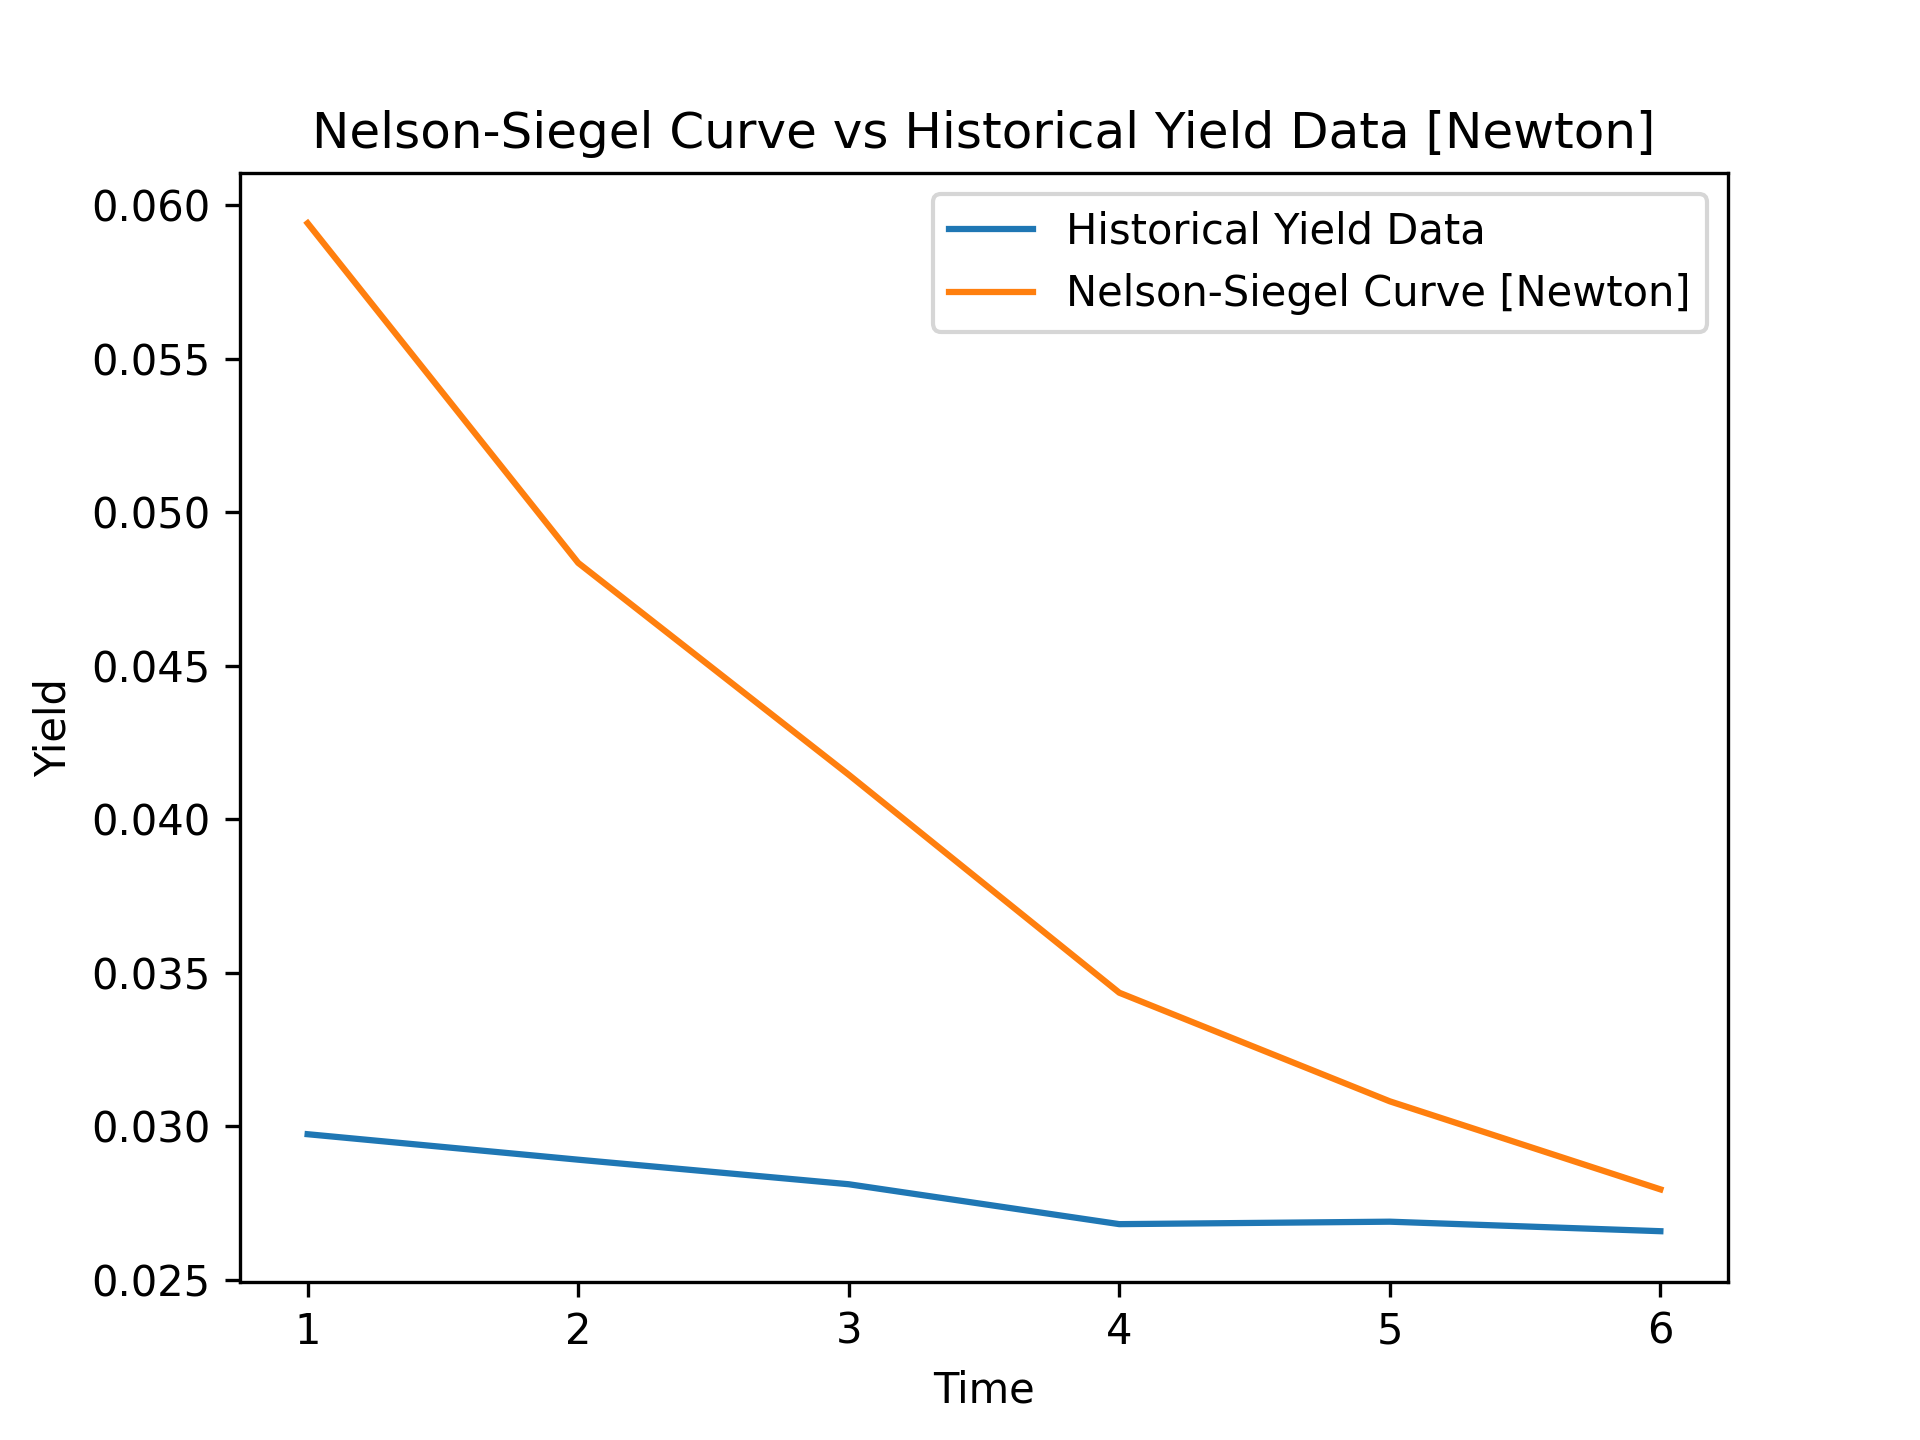 Nelson-Siegel Curve vs Historical Yield Data [Newton]
Historical Yield Data
Nelson-Siegel Curve [Newton]
0.060
0.055
0.050
0.045
0.040
0.035
0.030
0.025
Yield
1 2 3 4 5 6
Time